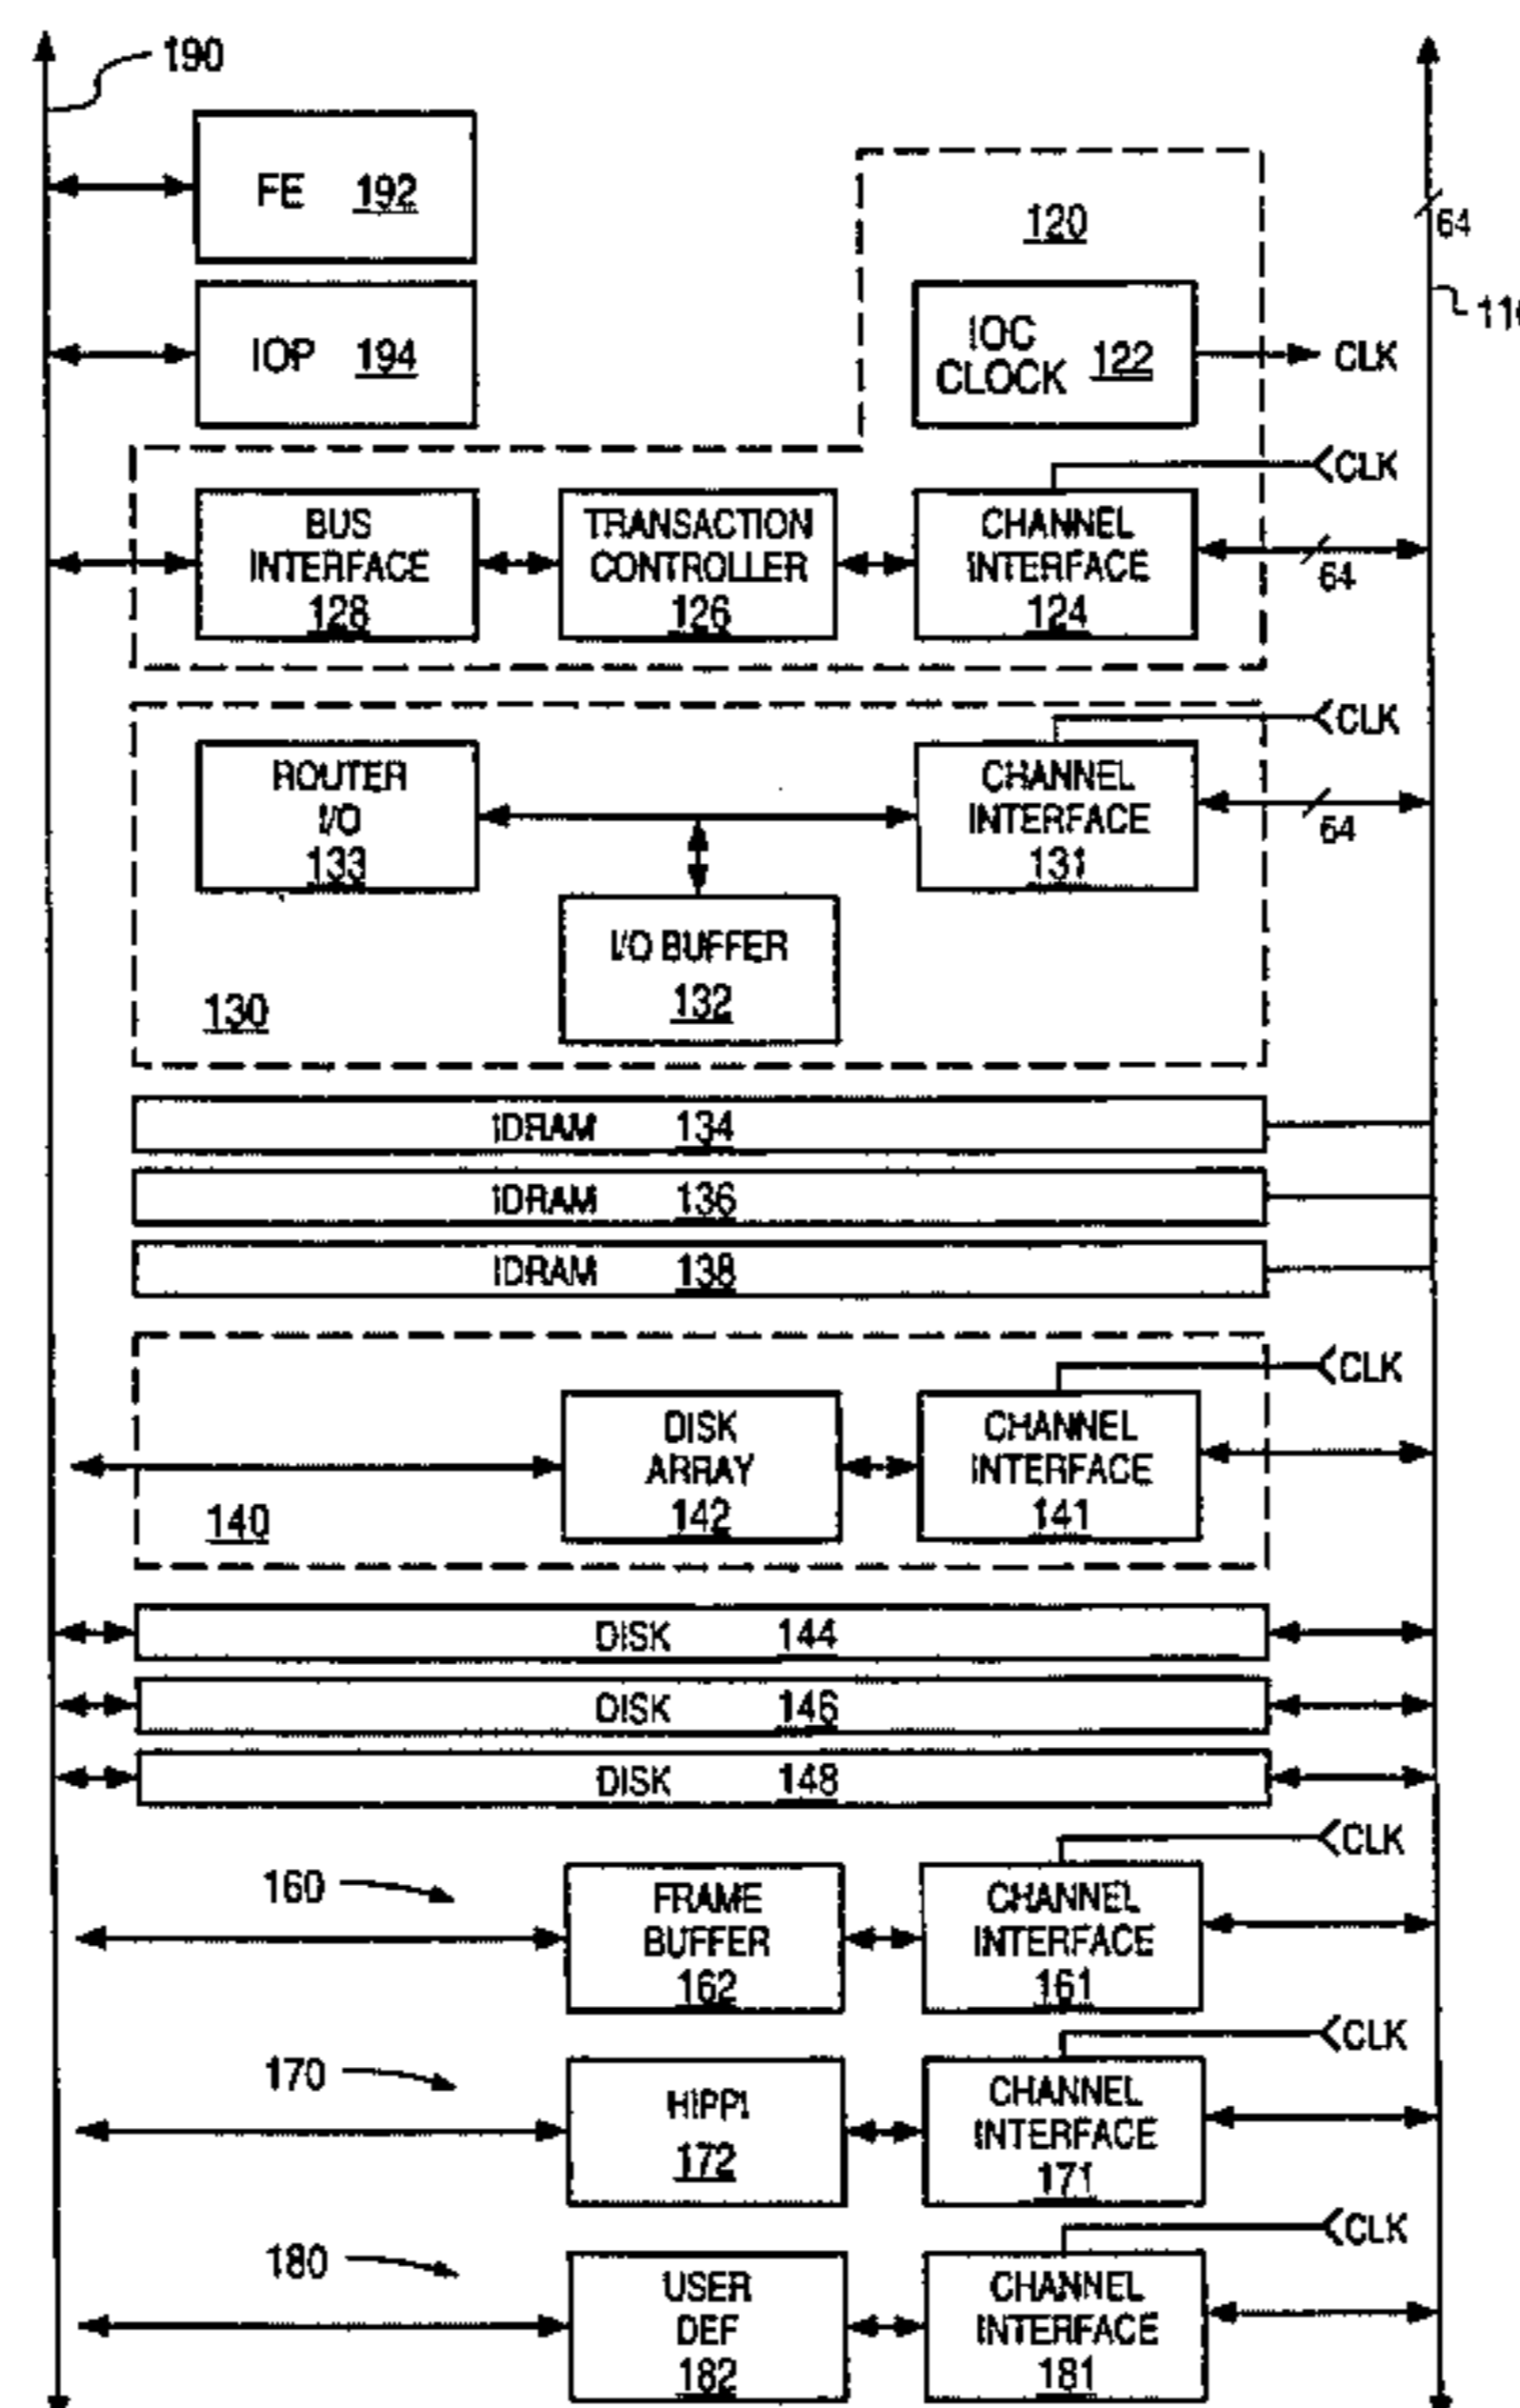 190
FE 192
120
64
IOP 194
IOC
CLOCK 122
CLK
CLK
BUS
INTERFACE
128
TRANSACTION
CONTROLLER
126
CHANNEL
INTERFACE
124
64
CLK
ROUTER
I/O
133
CHANNEL
INTERFACE
131
64
I/O BUFFER
132
130
IDRAM 134
IDRAM 136
IDRAM 138
CLK
DISK
ARRAY
142
CHANNEL
INTERFACE
141
140
DISK 144
DISK 146
DISK 148
CLK
160
FRAME
BUFFER
162
CHANNEL
INTERFACE
161
CLK
170
HIPPI
172
CHANNEL
INTERFACE
171
CLK
180
USER
DEF
182
CHANNEL
INTERFACE
181